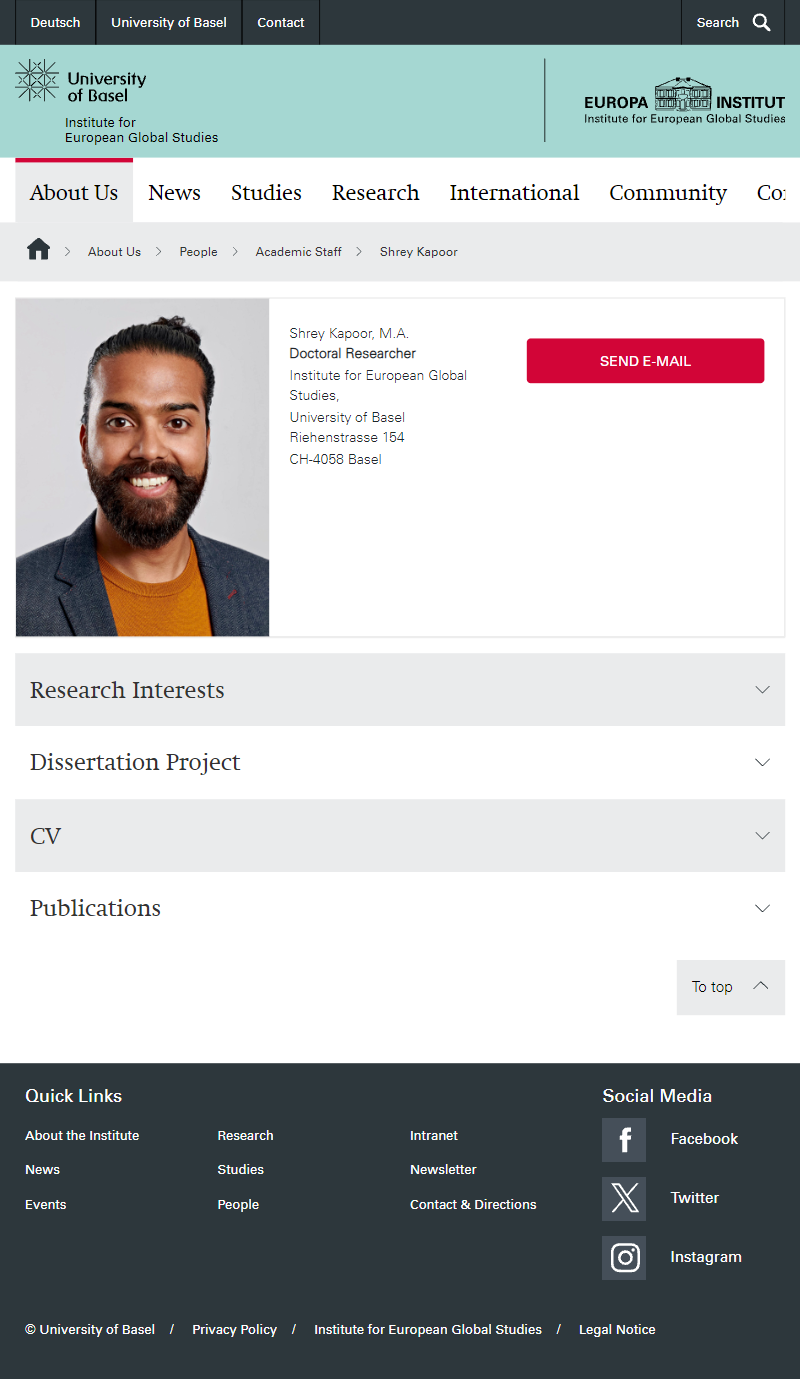 Deutsch
University of Basel
Contact
Search
University
of Basel
Institute for
European Global Studies
EUROPA INSTITUT
Institute for European Global Studies
About Us
News
Studies
Research
International
Community
Co
About Us
People
Academic Staff
Shrey Kapoor
Shrey Kapoor, M.A.
Doctoral Researcher
Institute for European Global
Studies,
University of Basel
Riehenstrasse 154
CH-4058 Basel
SEND E-MAIL
Research Interests
Dissertation Project
CV
Publications
To top
Quick Links
About the Institute
News
Events
Research
Studies
People
Intranet
Newsletter
Contact & Directions
Social Media
Facebook
Twitter
Instagram
© University of Basel / Privacy Policy / Institute for European Global Studies / Legal Notice